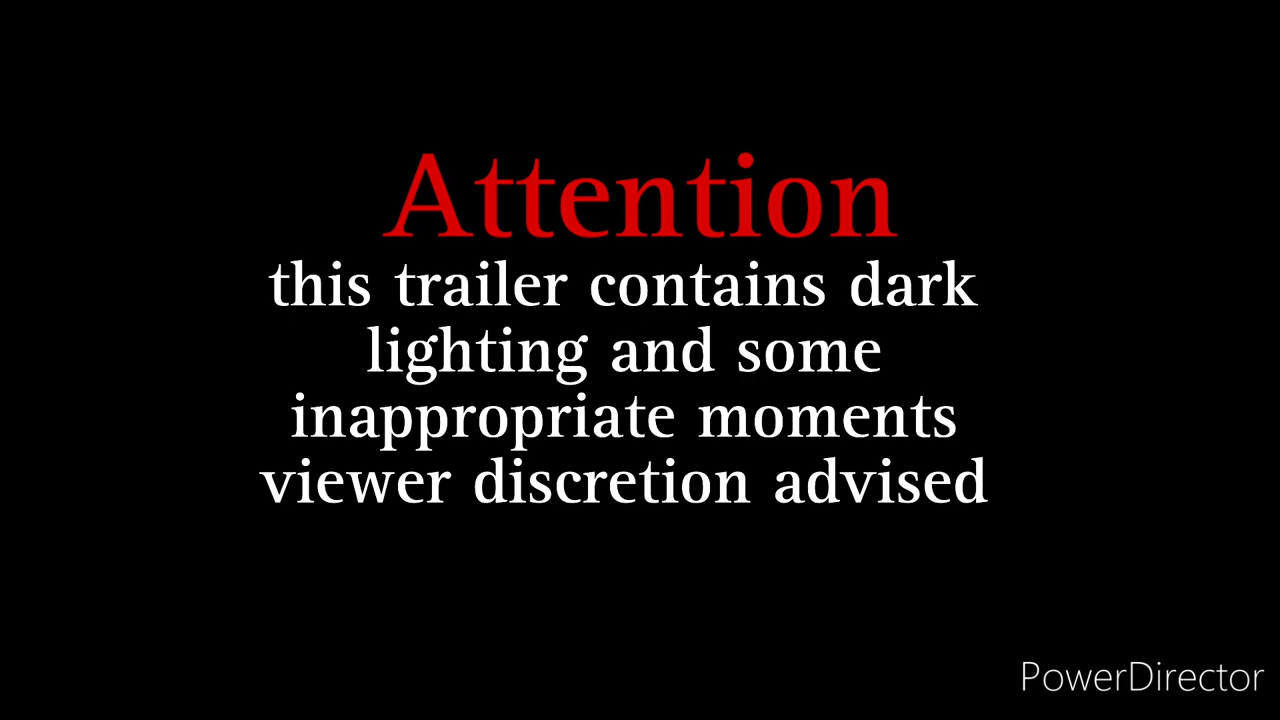 Attention
this trailer contains dark
lighting and some
inappropriate moments
viewer discretion advised
PowerDirector